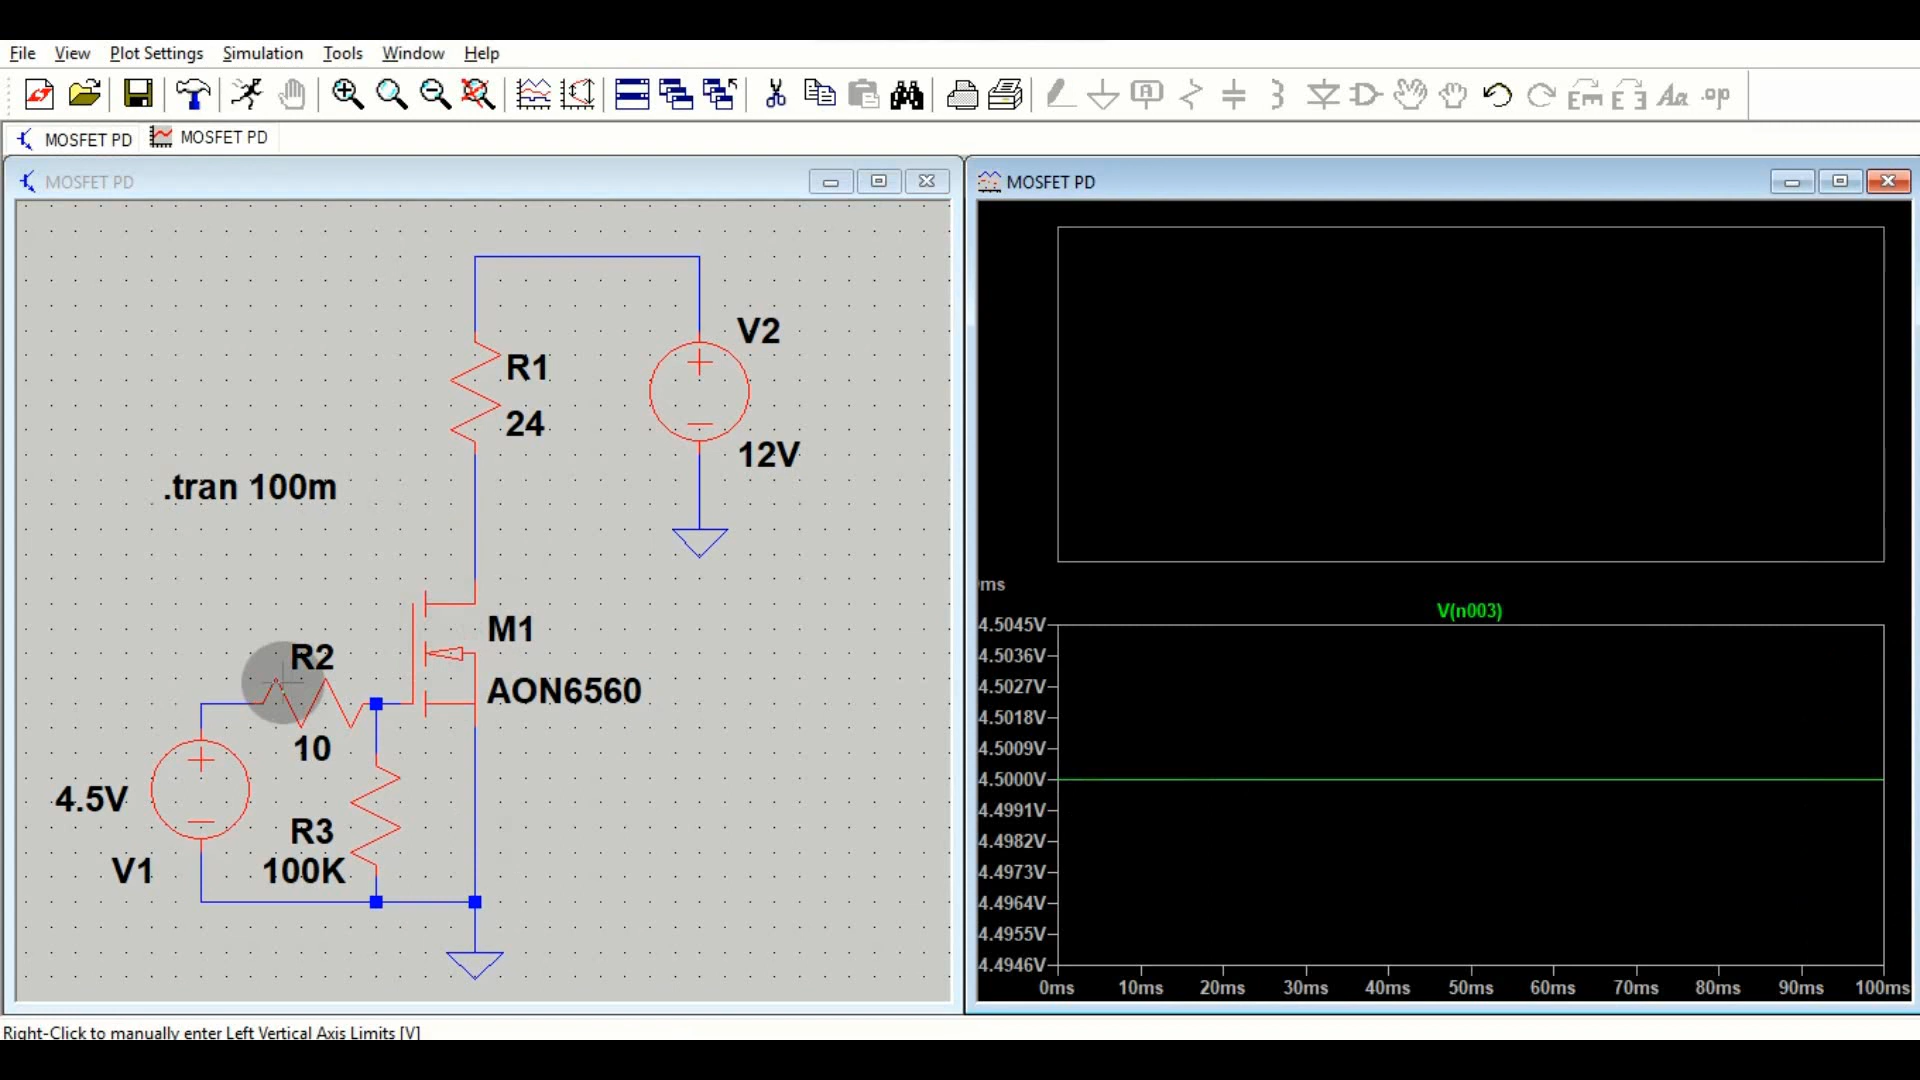 File View Plot Settings Simulation Tools Window Help
MOSFET PD MOSFET PD
MOSFET PD
V2
R1
24
12V
.tran 100m
M1
R2
AON6560
10
4.5V
R3
V1
100K
MOSFET PD
ms
V(n003)
4.5045V
4.5036V
4.5027V
4.5018V
4.5009V
4.5000V
4.4991V
4.4982V
4.4973V
4.4964V
4.4955V
4.4946V
0ms 10ms 20ms 30ms 40ms 50ms 60ms 70ms 80ms 90ms 100ms
Right-Click to manually enter Left Vertical Axis Limits [V]